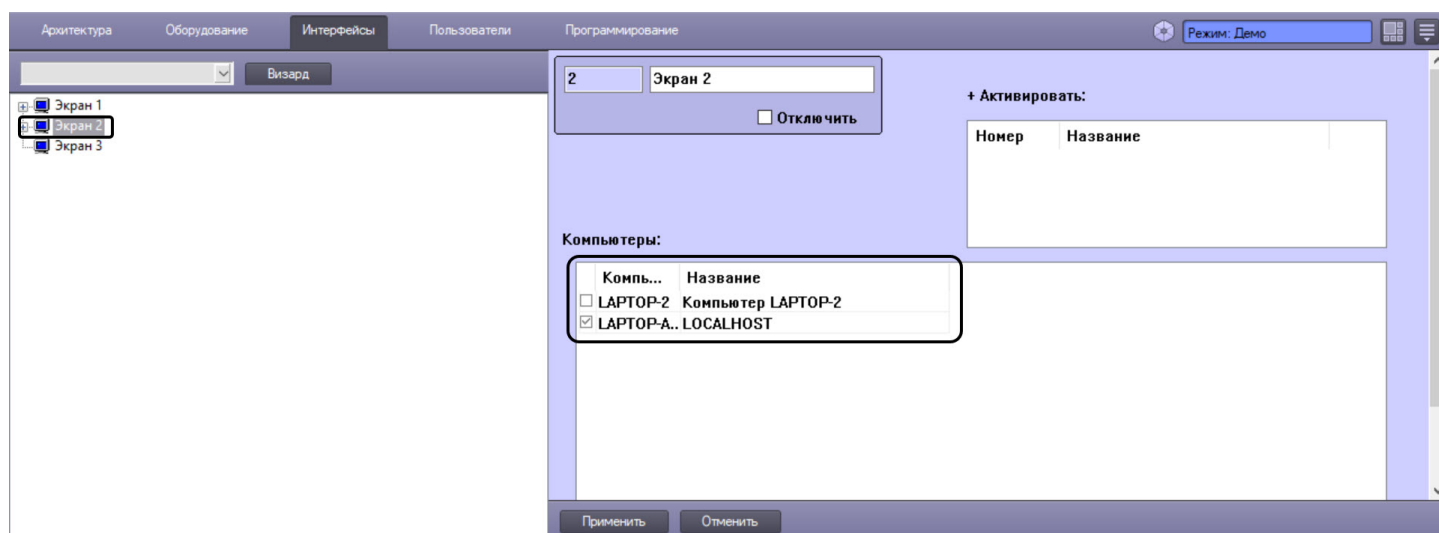 Архитектура Оборудование Интерфейсы Пользователи Программирование Режим: Демо
Визард
Экран 1
Экран 2
Экран 3
2 Экран 2
Отключить
+ Активировать:
Номер Название
Компьютеры:
Компь... Название
LAPTOP-2 Компьютер LAPTOP-2
LAPTOP-A.. LOCALHOST
Применить Отменить